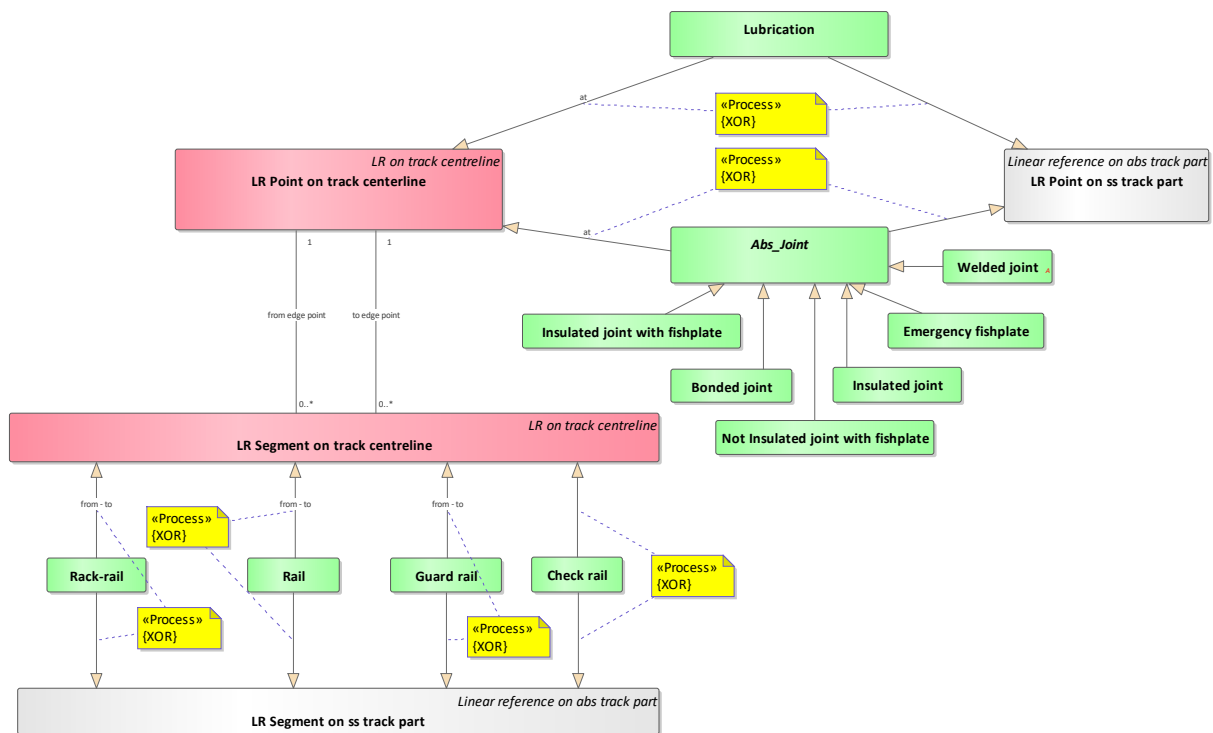 Lubrication
at
«Process»
{XOR}
LR on track centreline
LR Point on track centerline
«Process»
{XOR}
Linear reference on abs track part
LR Point on ss track part
1
1
at
Abs_Joint
Welded joint
from edge point
to edge point
Insulated joint with fishplate
Emergency fishplate
Bonded joint
Insulated joint
0..*
0..*
Not Insulated joint with fishplate
LR on track centreline
LR Segment on track centreline
from - to
from - to
from - to
«Process»
{XOR}
Rack-rail
Rail
Guard rail
Check rail
«Process»
{XOR}
«Process»
{XOR}
«Process»
{XOR}
Linear reference on abs track part
LR Segment on ss track part